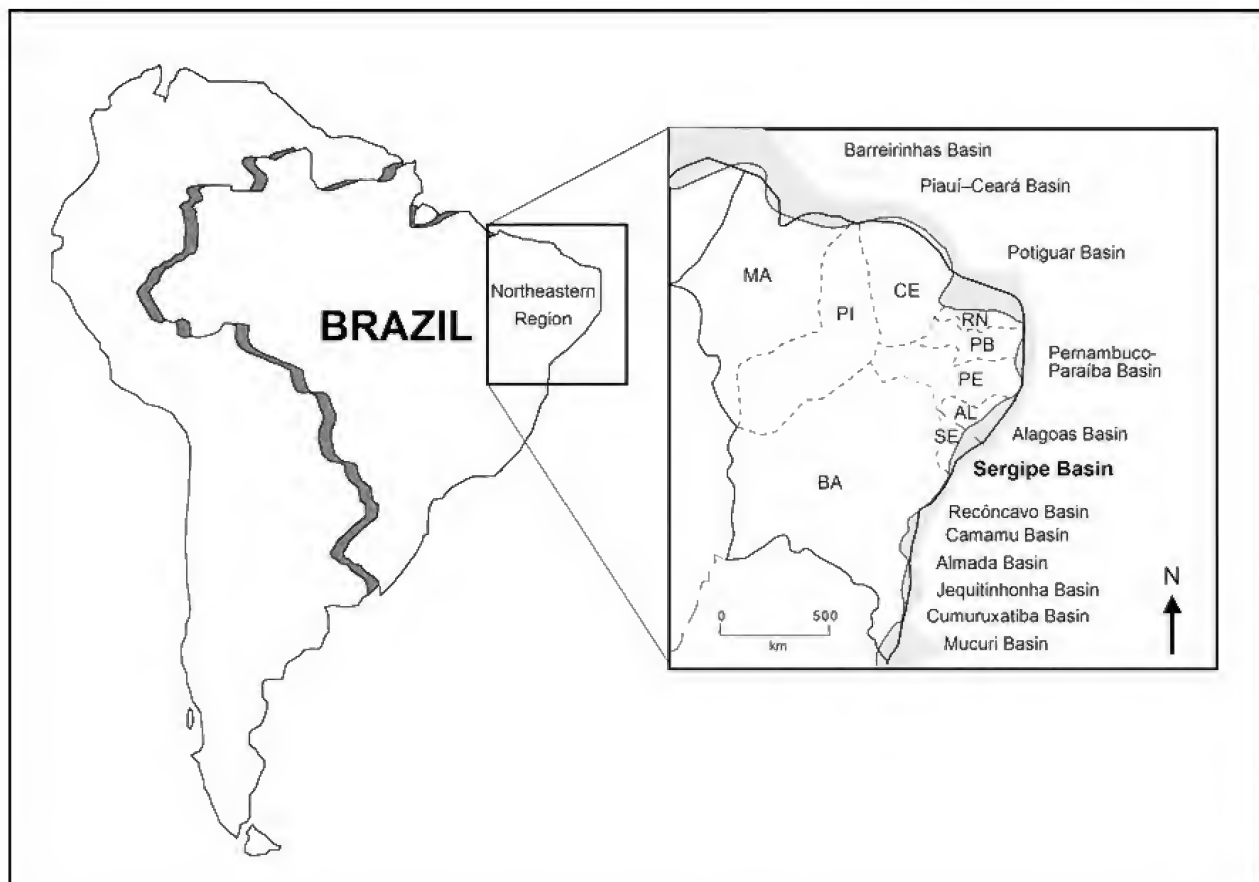 Northeastern
Region
BRAZIL
Barreirinhas Basin
Piauí–Ceará Basin
Potiguar Basin
MA
CE
PI
RN
PB
PE
AL
SE
BA
Pernambuco-
Paraíba Basin
Alagoas Basin
Sergipe Basin
Recôncavo Basin
Camamu Basin
Almada Basin
Jequitinhonha Basin
Cumuruxatiba Basin
Mucuri Basin
0 500
km
N